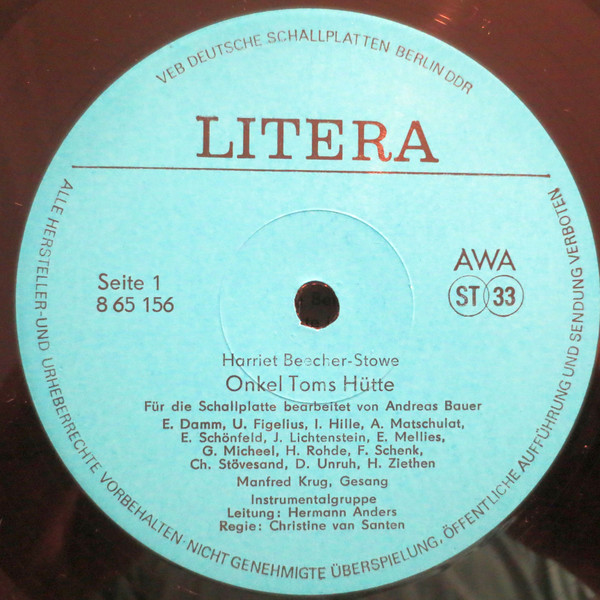 VEB DEUTSCHE SCHALLPLATTEN BERLIN DDR
LITERA
Seite 1
8 65 156
AWA
ST 33
Harriet Beecher-Stowe
Onkel Toms Hütte
Für die Schallplatte bearbeitet von Andreas Bauer
E. Damm, U. Figelius, I. Hille, A. Matschulat,
E. Schönfeld, J. Lichtenstein, E. Mellies,
G. Micheel, H. Rohde, F. Schenk,
Ch. Stövesand, D. Unruh, H. Ziethen
Manfred Krug, Gesang
Instrumentalgruppe
Leitung: Hermann Anders
Regie: Christine van Santen
ALLE HERSTELLER-UND URHEBERRECHTE VORBEHALTEN·NICHT GENEHMIGTE ÜBERSPIELUNG, ÖFFENTLICHE AUFFÜHRUNG UND SENDUNG VERBOTEN